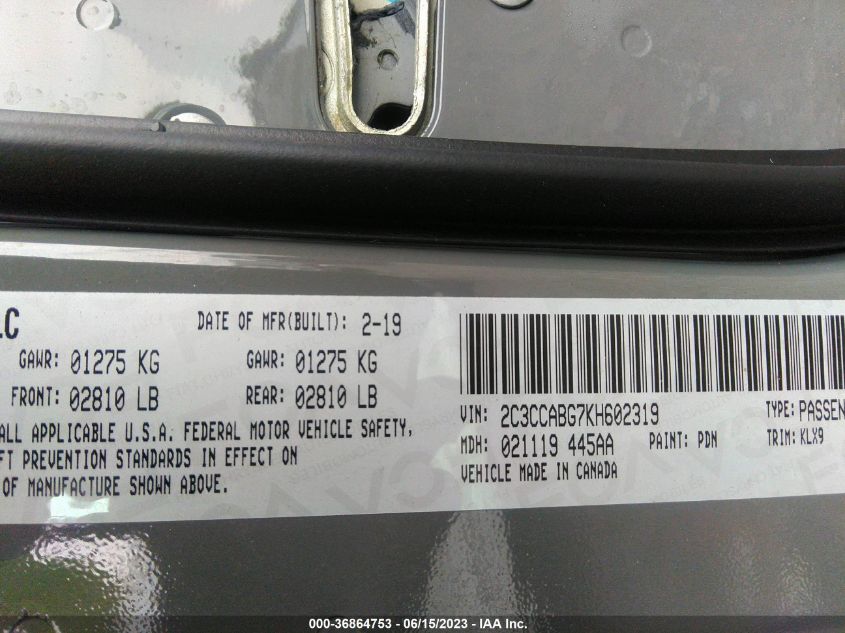 LC
DATE OF MFR(BUILT): 2-19
GAWR: 01275 KG GAWR: 01275 KG
FRONT: 02810 LB REAR: 02810 LB
ALL APPLICABLE U.S.A. FEDERAL MOTOR VEHICLE SAFETY,
FT PREVENTION STANDARDS IN EFFECT ON
OF MANUFACTURE SHOWN ABOVE.
VIN: 2C3CCABG7KH602319 TYPE: PASSEN
MDH: 021119 445AA PAINT: PDN TRIM: KLX9
VEHICLE MADE IN CANADA
000-36864753 - 06/15/2023 - IAA Inc.